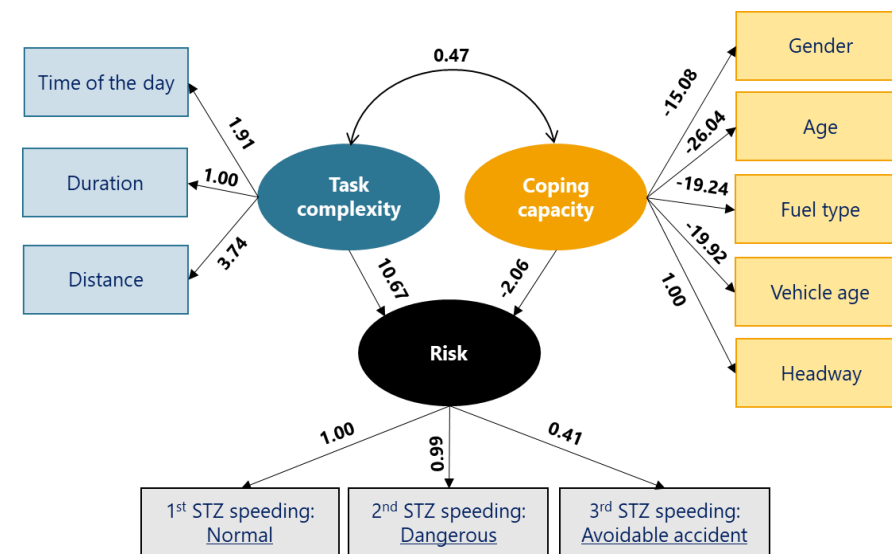 0.47
Time of the day
Duration
Distance
1.91
1.00
3.74
Task
complexity
Coping
capacity
-15.08
-26.04
-19.24
-19.92
1.00
Gender
Age
Fuel type
Vehicle age
Headway
10.67
-2.06
Risk
1.00
0.99
0.41
1st STZ speeding:
Normal
2nd STZ speeding:
Dangerous
3rd STZ speeding:
Avoidable accident